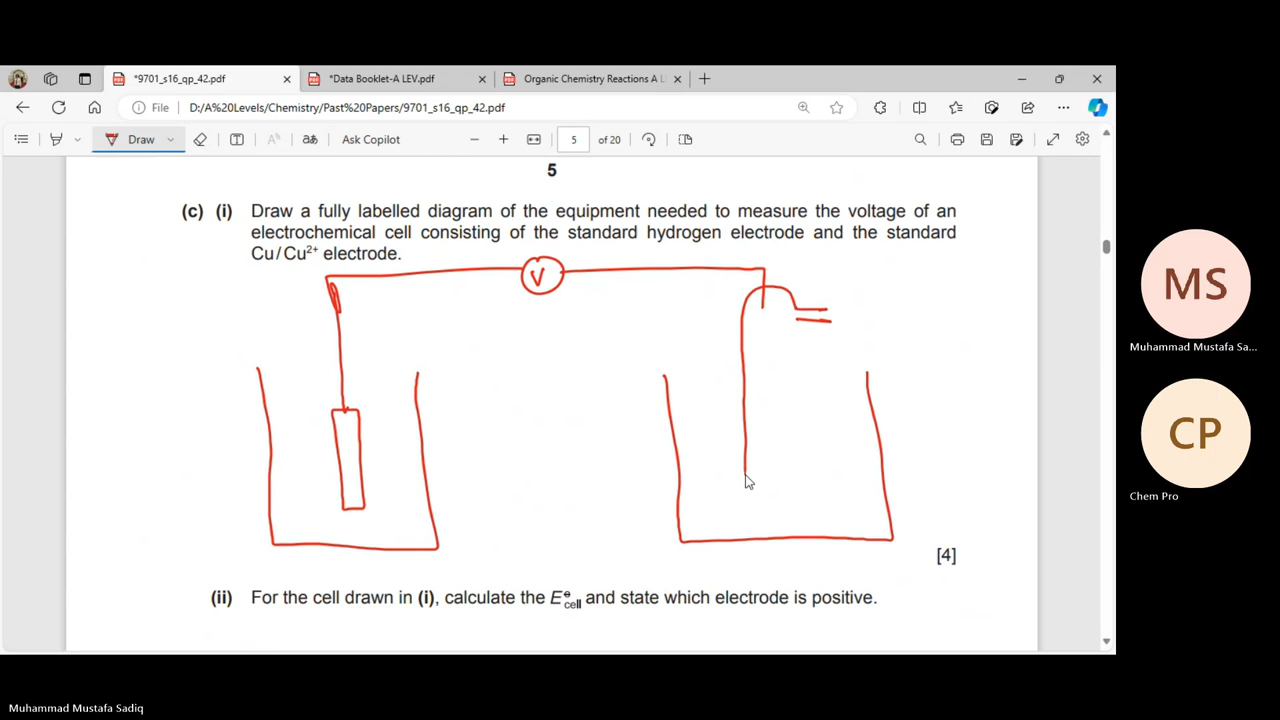 *9701_s16_qp_42.pdf
*Data Booklet-A LEV.pdf
Organic Chemistry Reactions A L
File
D:/A%20Levels/Chemistry/Past%20Papers/9701_s16_qp_42.pdf
Draw
aあ
Ask Copilot
5
of 20
5
(c) (i) Draw a fully labelled diagram of the equipment needed to measure the voltage of an
electrochemical cell consisting of the standard hydrogen electrode and the standard
Cu/Cu²⁺ electrode.
V
[4]
(ii) For the cell drawn in (i), calculate the E⦵cell and state which electrode is positive.
MS
Muhammad Mustafa Sa...
CP
Chem Pro
Muhammad Mustafa Sadiq